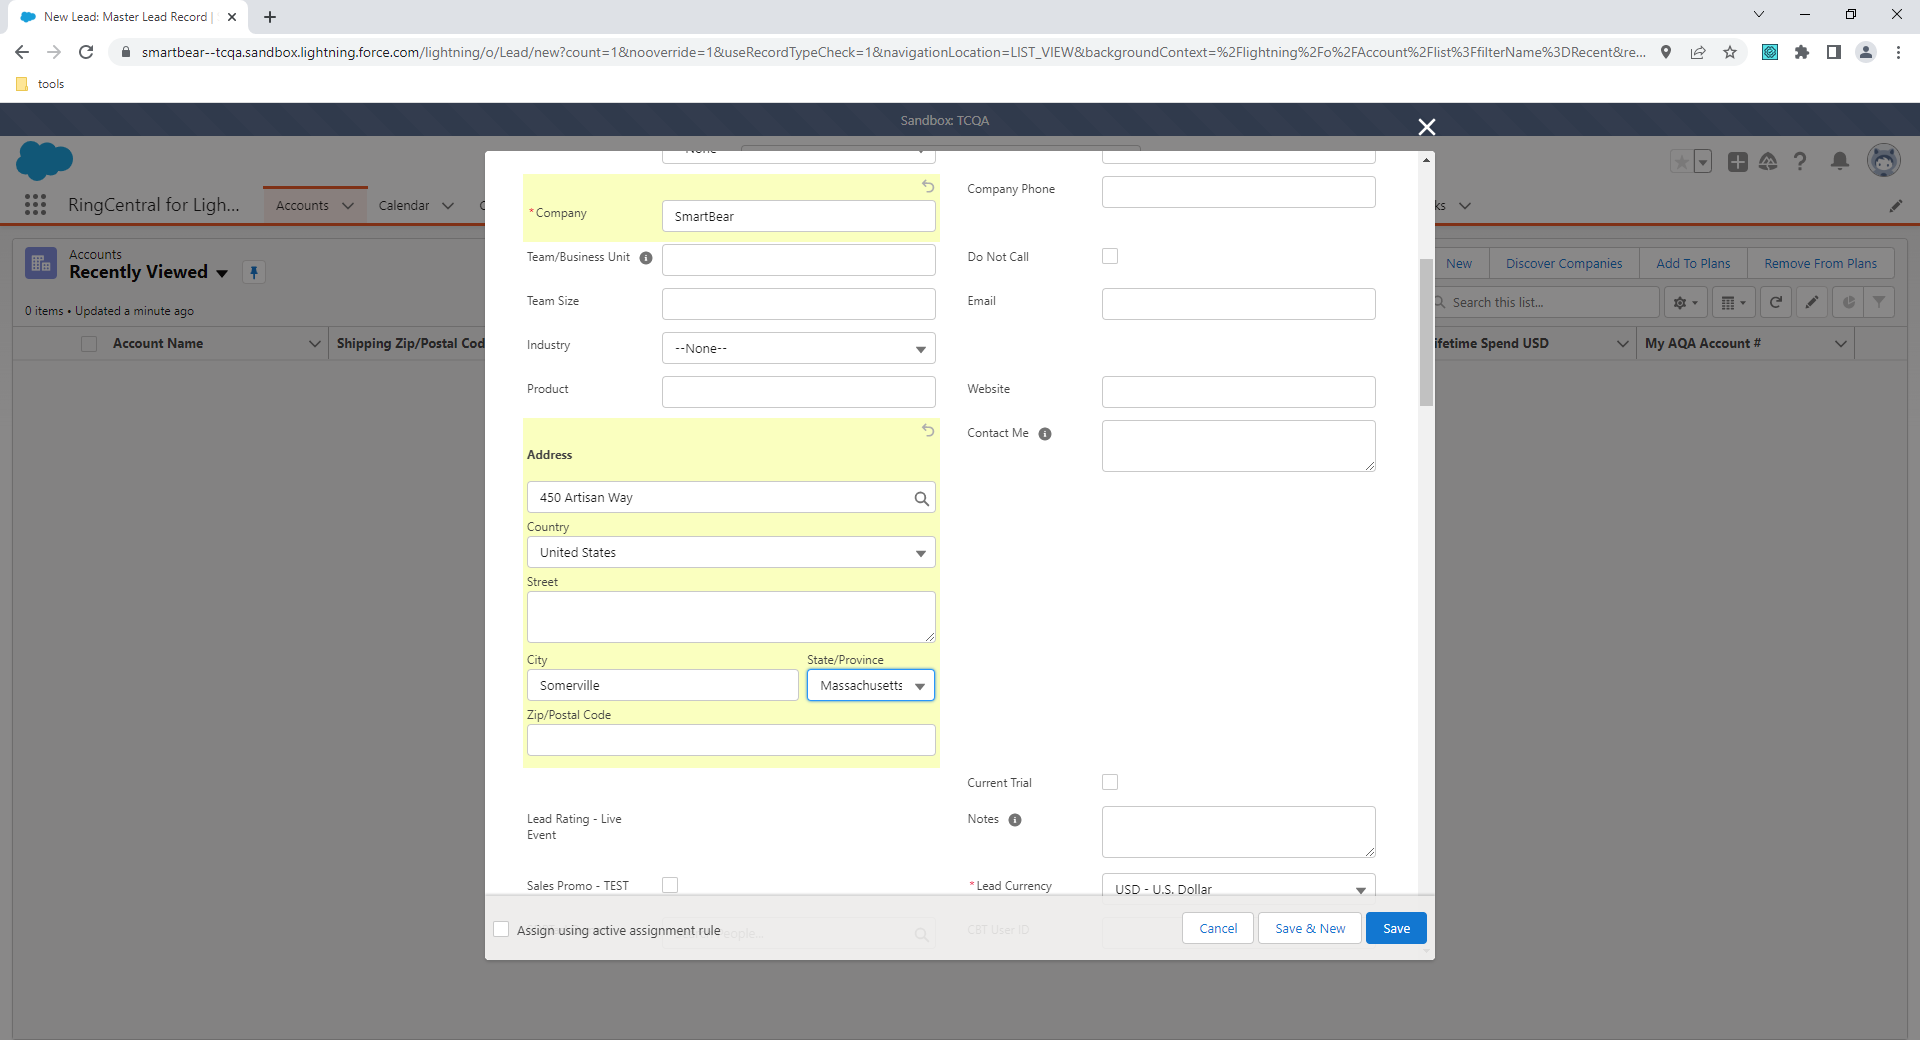 New Lead: Master Lead Record |
smartbear--tcqa.sandbox.lightning.force.com/lightning/o/Lead/new?count=1&nooverride=1&useRecordTypeCheck=1&navigationLocation=LIST_VIEW&backgroundContext=%2Flightning%2Fo%2FAccount%2Flist%3FfilterName%3DRecent&re...
tools
Sandbox: TCQA
RingCentral for Ligh...
Accounts
Calendar
ks
Accounts
Recently Viewed
0 items • Updated a minute ago
New
Discover Companies
Add To Plans
Remove From Plans
Search this list...
Account Name
Shipping Zip/Postal Cod
ifetime Spend USD
My AQA Account #
--None--
*Company
SmartBear
Company Phone
Team/Business Unit
Do Not Call
Team Size
Email
Industry
--None--
Product
Website
Contact Me
Address
450 Artisan Way
Country
United States
Street
City
State/Province
Somerville
Massachusetts
Zip/Postal Code
Current Trial
Lead Rating - Live
Event
Notes
Sales Promo - TEST
*Lead Currency
USD - U.S. Dollar
Assign using active assignment rule
CBT User ID
Cancel
Save & New
Save